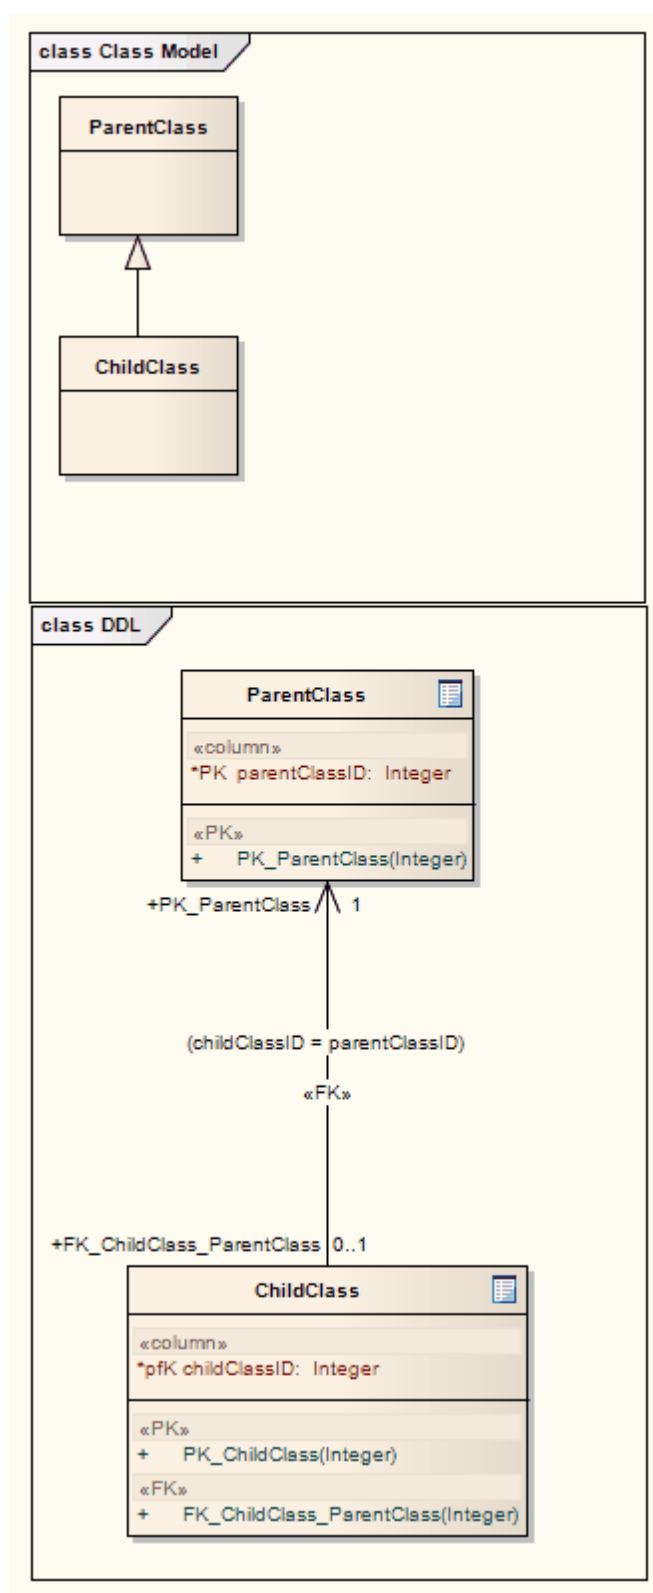 class Class Model
ParentClass
ChildClass
class DDL
ParentClass
«column»
*PK parentClassID: Integer
«PK»
+ PK_ParentClass(Integer)
+PK_ParentClass 1
(childClassID = parentClassID)
«FK»
+FK_ChildClass_ParentClass 0..1
ChildClass
«column»
*pfK childClassID: Integer
«PK»
+ PK_ChildClass(Integer)
«FK»
+ FK_ChildClass_ParentClass(Integer)